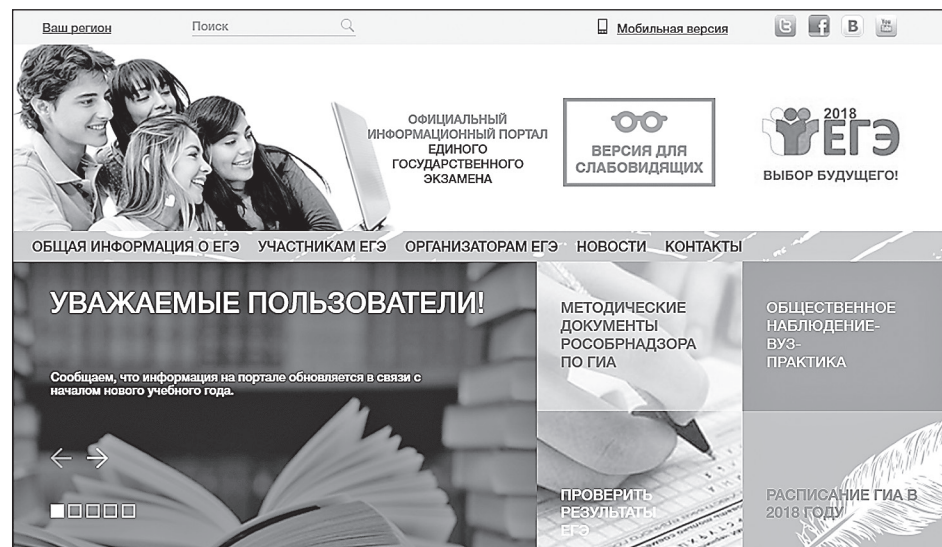 Ваш регион
Поиск
Мобильная версия
ОФИЦИАЛЬНЫЙ
ИНФОРМАЦИОННЫЙ ПОРТАЛ
ЕДИНОГО
ГОСУДАРСТВЕННОГО
ЭКЗАМЕНА
ВЕРСИЯ ДЛЯ
СЛАБОВИДЯЩИХ
2018
ЕГЭ
ВЫБОР БУДУЩЕГО!
ОБЩАЯ ИНФОРМАЦИЯ О ЕГЭ УЧАСТНИКАМ ЕГЭ ОРГАНИЗАТОРАМ ЕГЭ НОВОСТИ КОНТАКТЫ
УВАЖАЕМЫЕ ПОЛЬЗОВАТЕЛИ!
Сообщаем, что информация на портале обновляется в связи с
началом нового учебного года.
МЕТОДИЧЕСКИЕ
ДОКУМЕНТЫ
РОСОБРНАДЗОРА
ПО ГИА
ОБЩЕСТВЕННОЕ
НАБЛЮДЕНИЕ-
ВУЗ-
ПРАКТИКА
ПРОВЕРИТЬ
РЕЗУЛЬТАТЫ
ЕГЭ
РАСПИСАНИЕ ГИА В
2018 ГОДУ